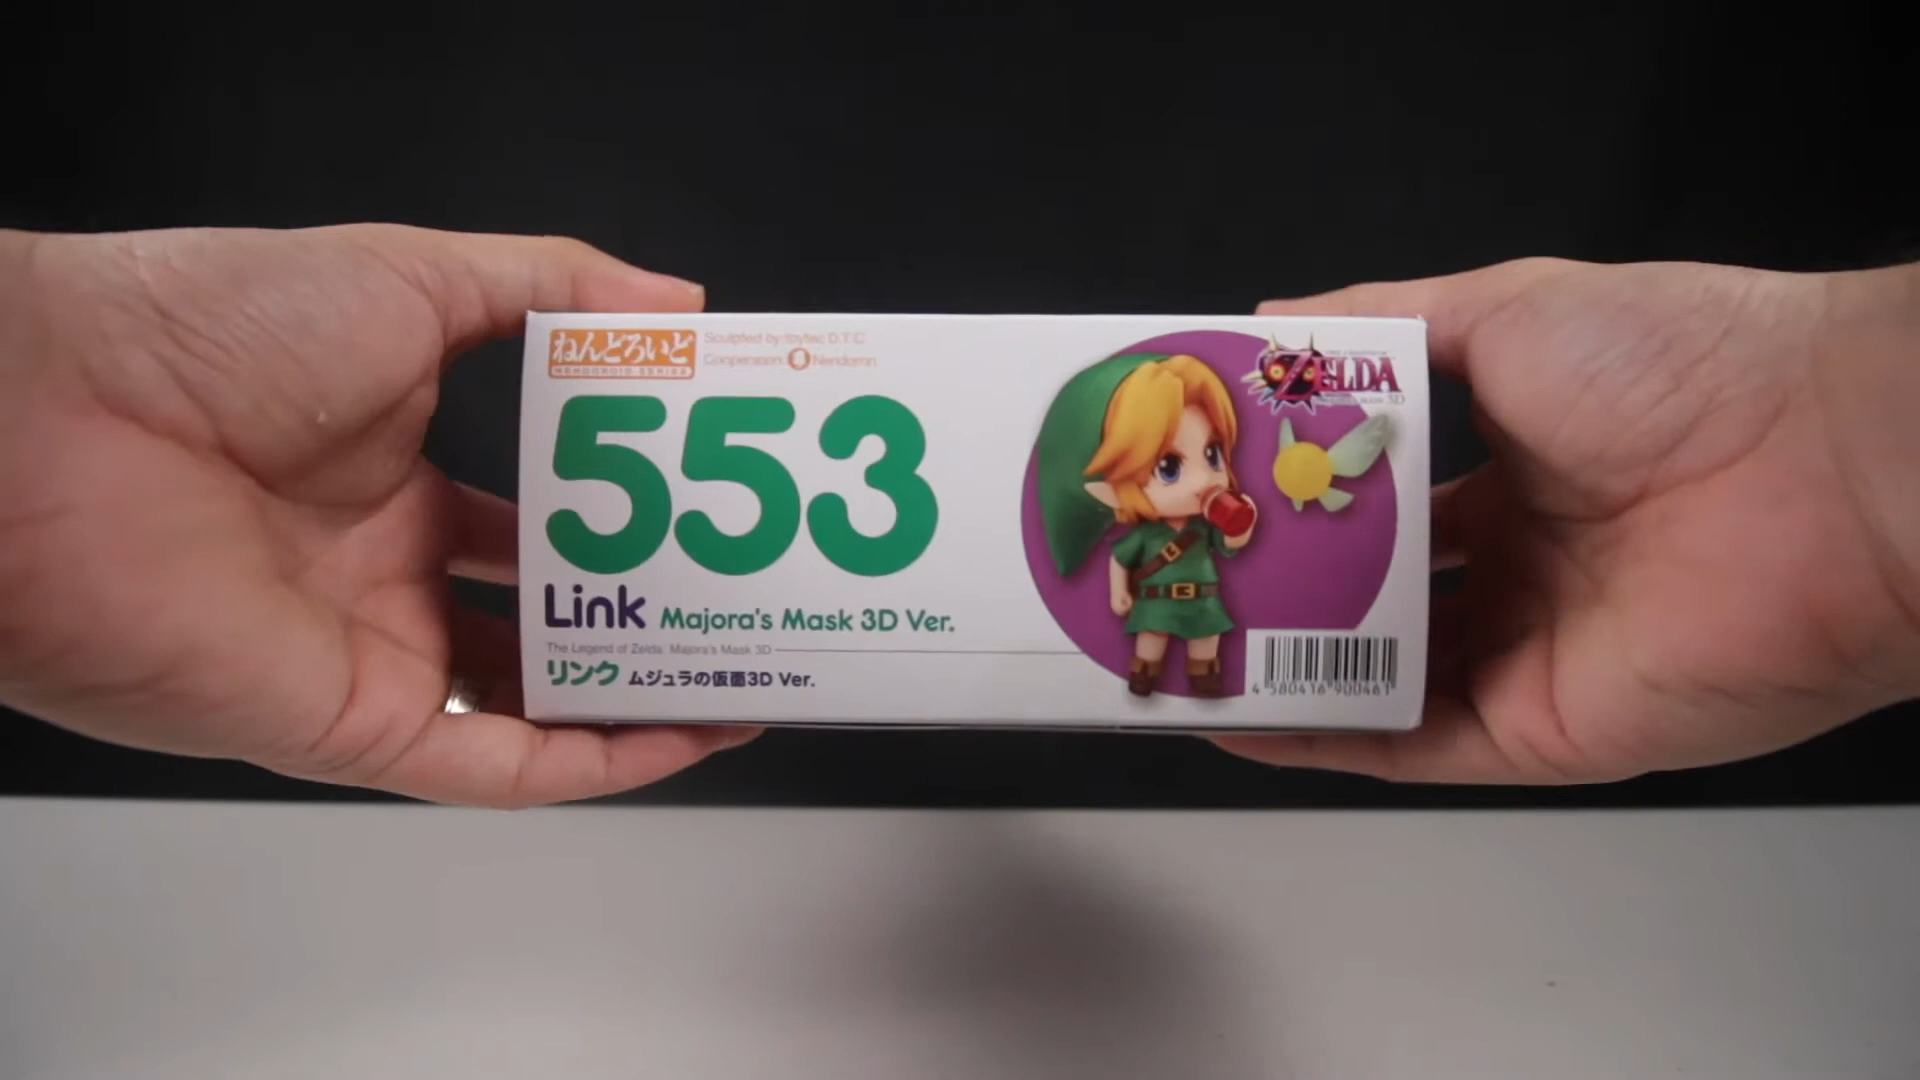 ねんどろいど
NENDOROID SERIES
Sculpted by toytec D.T.C
Cooperation: Nendoron
553
Link Majora's Mask 3D Ver.
The Legend of Zelda: Majora's Mask 3D
リンク ムジュラの仮面3D Ver.
ZELDA
MAJORA'S MASK 3D
4 580416 900461